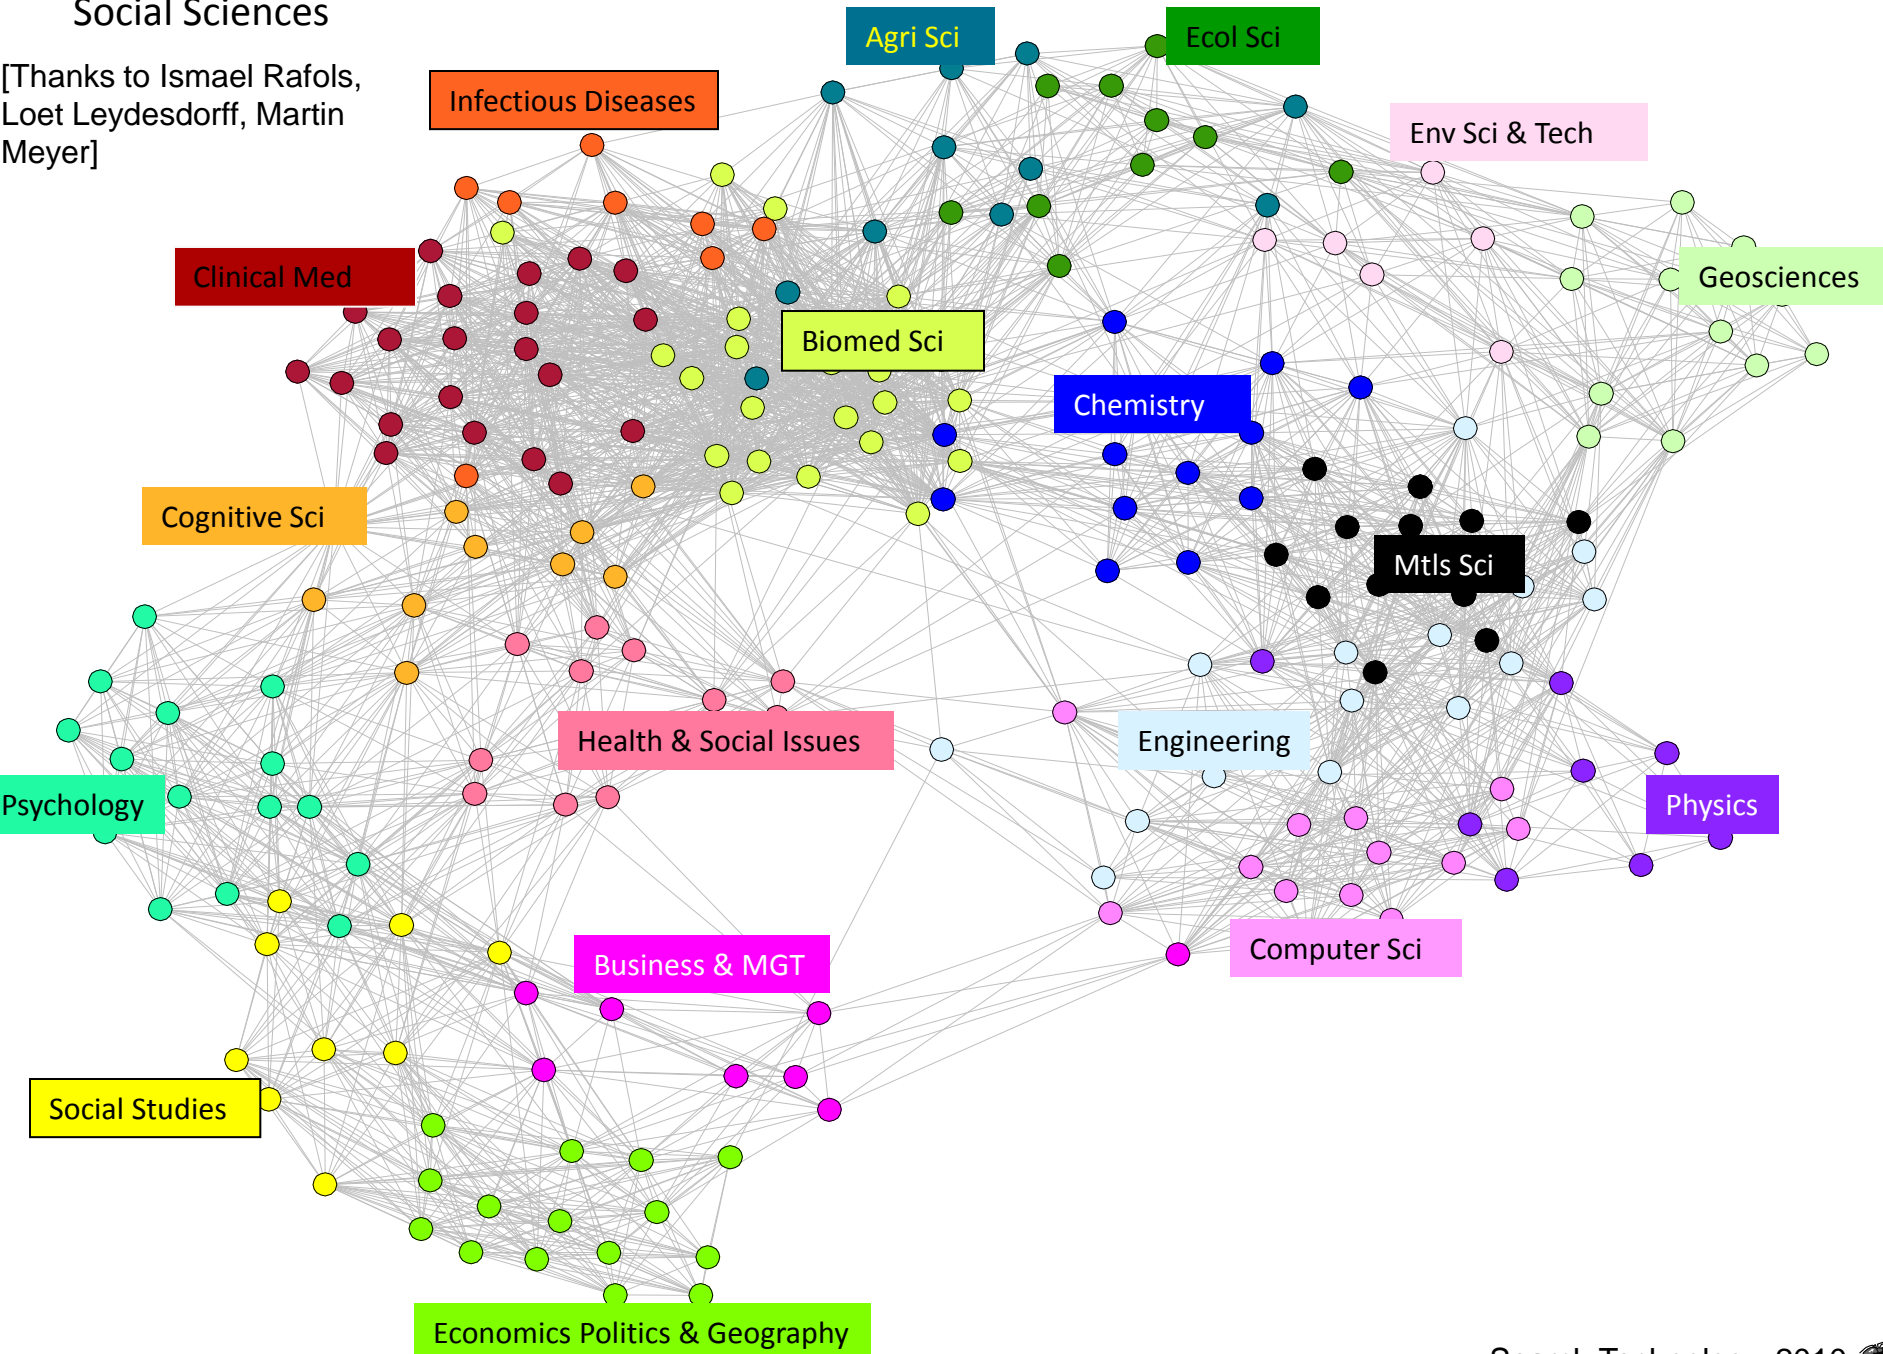 Social Sciences
[Thanks to Ismael Rafols,
Loet Leydesdorff, Martin
Meyer]
Agri Sci
Ecol Sci
Infectious Diseases
Env Sci & Tech
Clinical Med
Geosciences
Biomed Sci
Chemistry
Cognitive Sci
Mtls Sci
Health & Social Issues
Engineering
Psychology
Physics
Business & MGT
Computer Sci
Social Studies
Economics Politics & Geography
2010